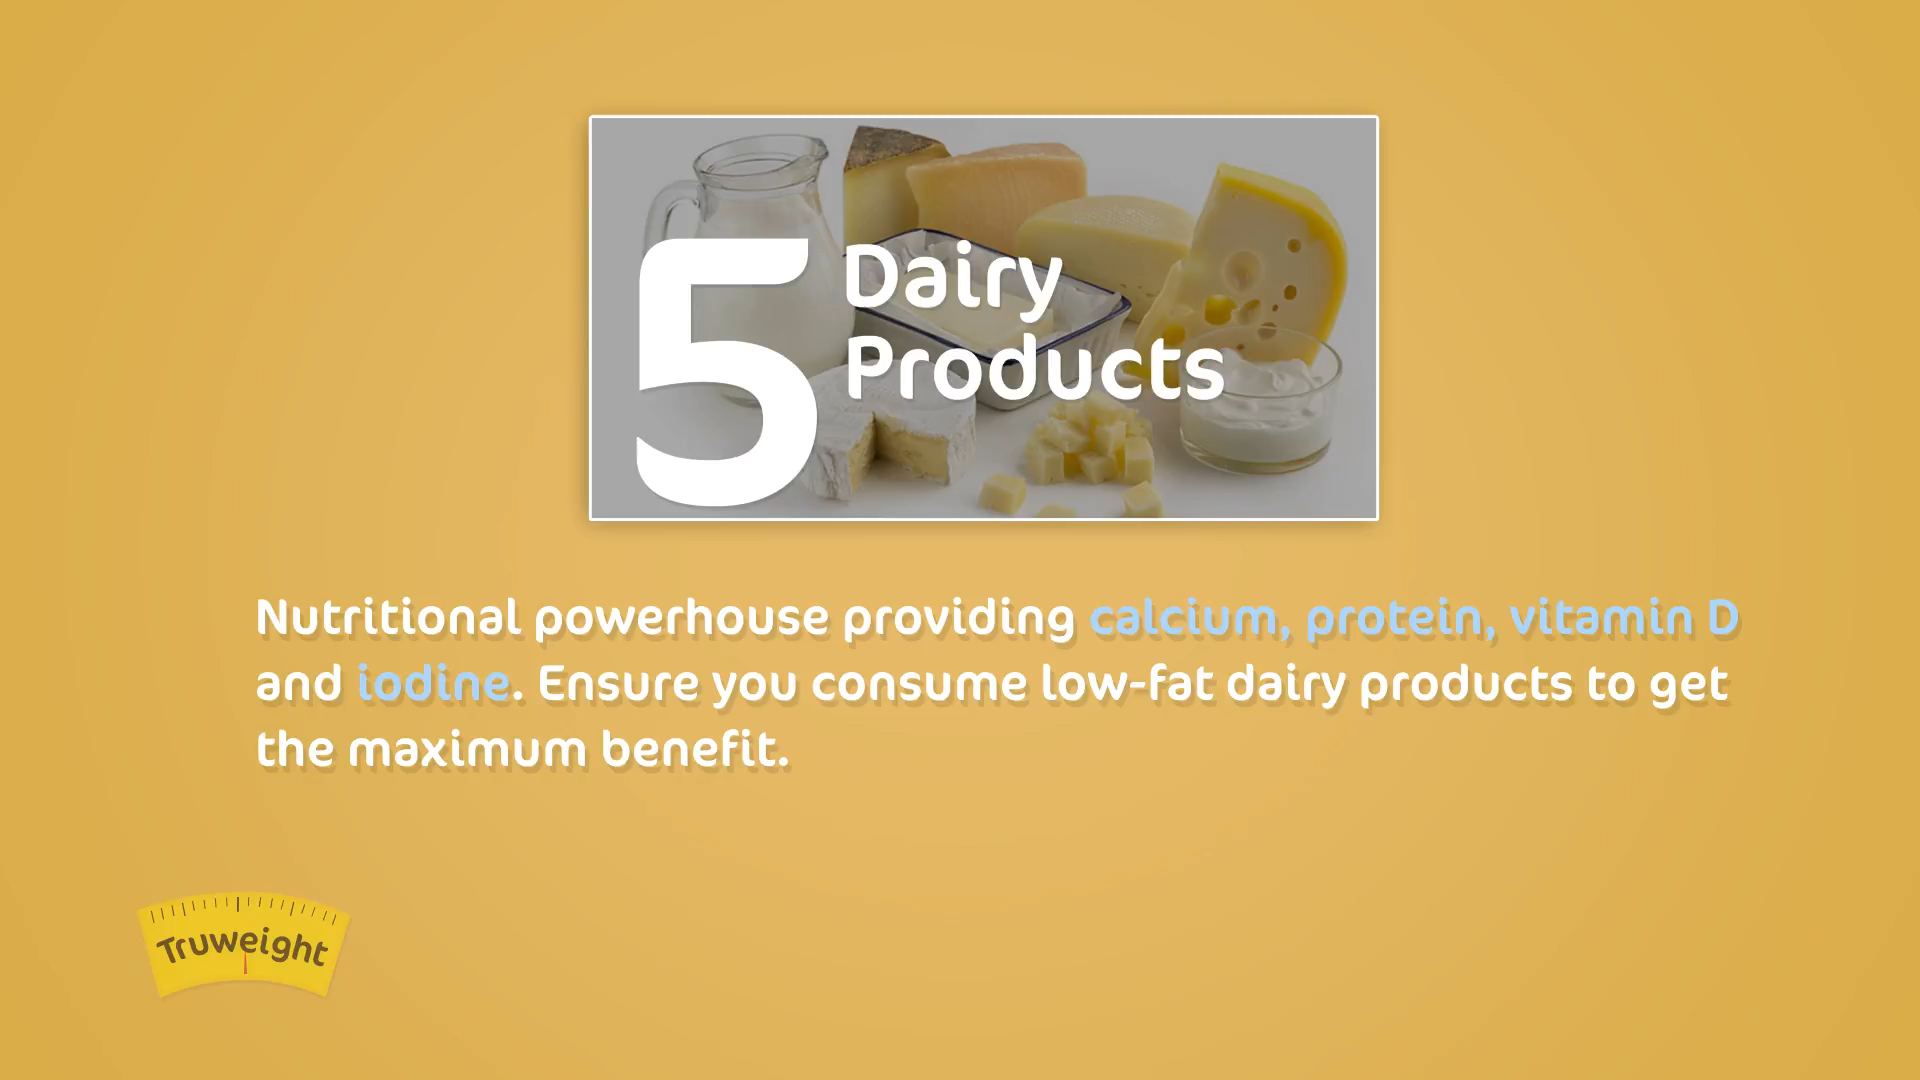 5 Dairy
Products
Nutritional powerhouse providing calcium, protein, vitamin D
and iodine. Ensure you consume low-fat dairy products to get
the maximum benefit.
Truweight